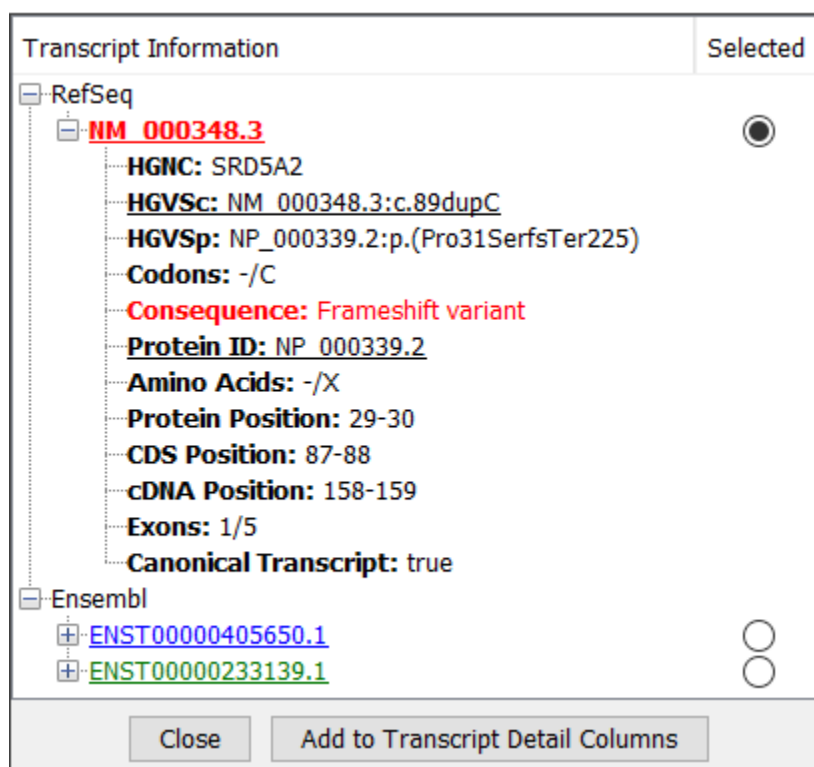 Transcript Information Selected
RefSeq
NM_000348.3
HGNC: SRD5A2
HGVSc: NM_000348.3:c.89dupC
HGVSp: NP_000339.2:p.(Pro31SerfsTer225)
Codons: -/C
Consequence: Frameshift variant
Protein ID: NP_000339.2
Amino Acids: -/X
Protein Position: 29-30
CDS Position: 87-88
cDNA Position: 158-159
Exons: 1/5
Canonical Transcript: true
Ensembl
ENST00000405650.1
ENST00000233139.1
Close Add to Transcript Detail Columns